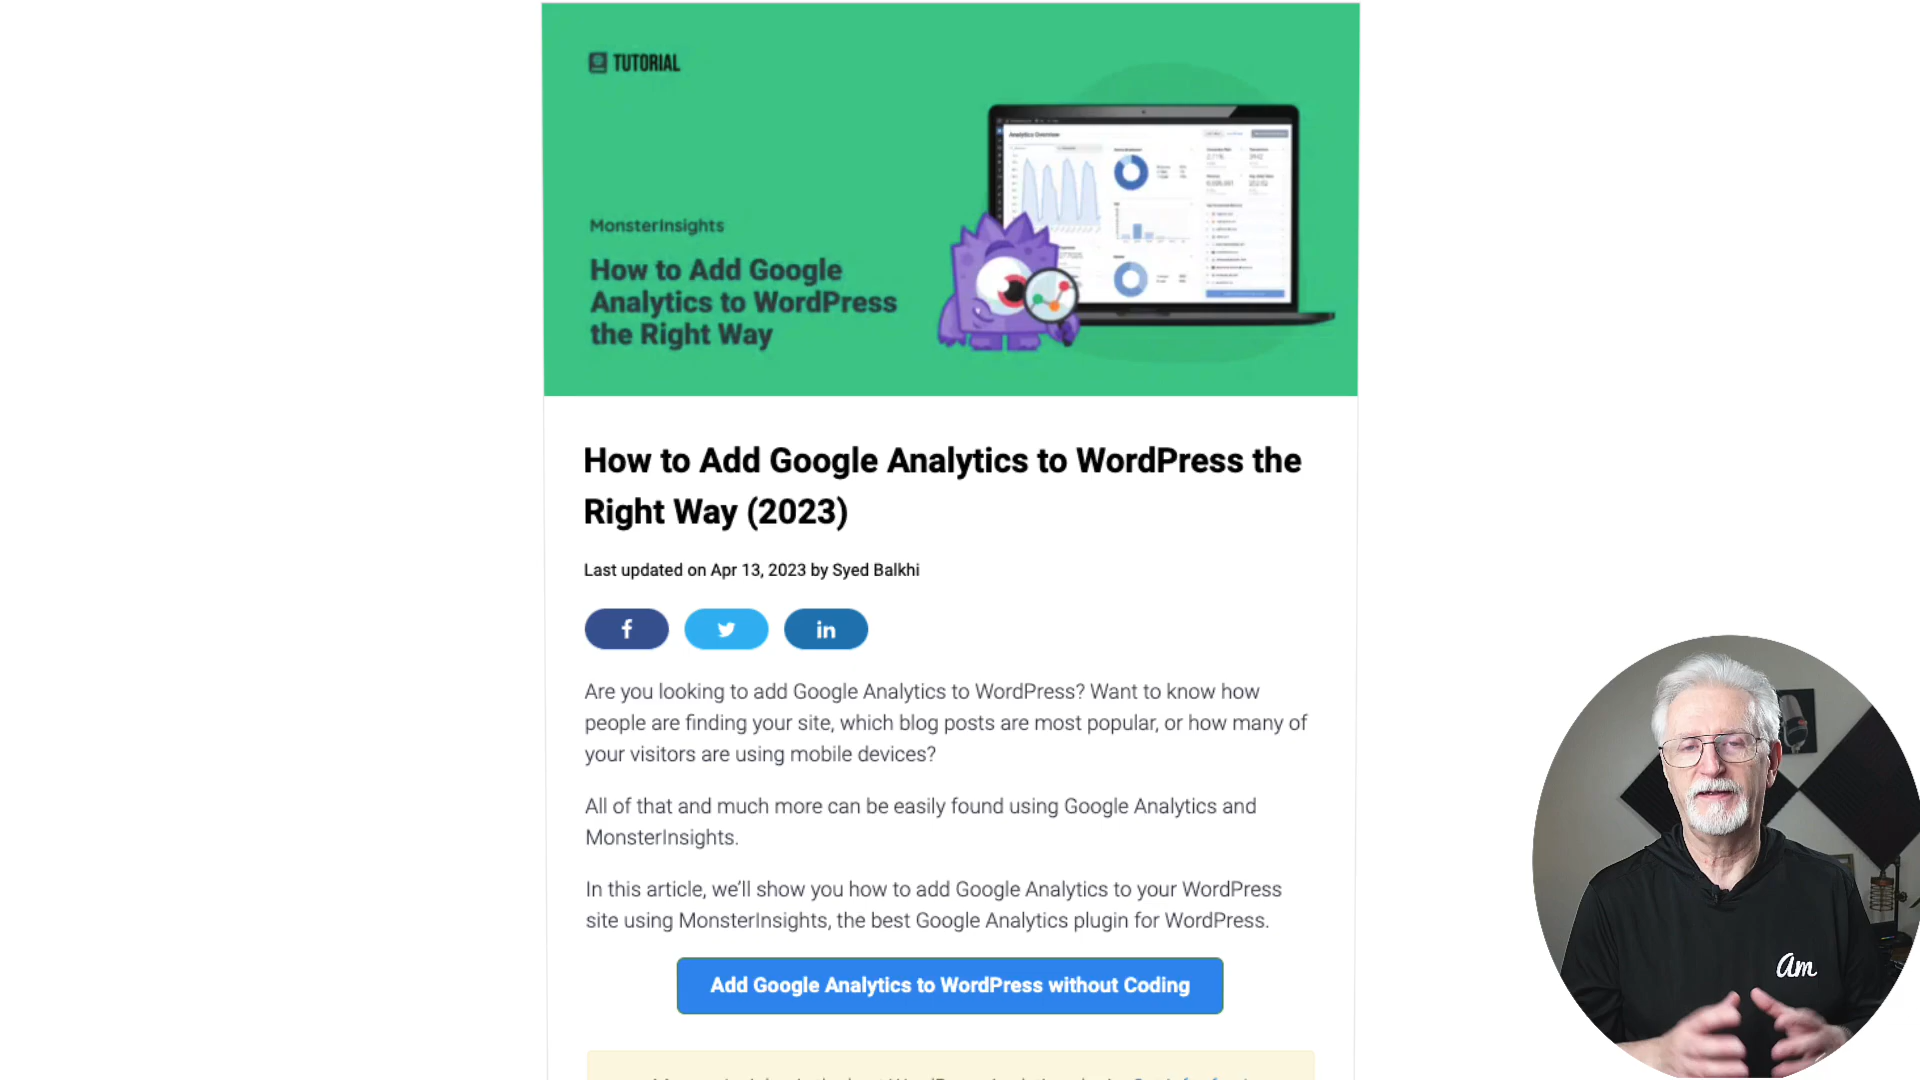 TUTORIAL
MonsterInsights
How to Add Google
Analytics to WordPress
the Right Way
Analytics Overview
How to Add Google Analytics to WordPress the
Right Way (2023)
Last updated on Apr 13, 2023 by Syed Balkhi
f
in
Are you looking to add Google Analytics to WordPress? Want to know how
people are finding your site, which blog posts are most popular, or how many of
your visitors are using mobile devices?
All of that and much more can be easily found using Google Analytics and
MonsterInsights.
In this article, we'll show you how to add Google Analytics to your WordPress
site using MonsterInsights, the best Google Analytics plugin for WordPress.
Add Google Analytics to WordPress without Coding
am